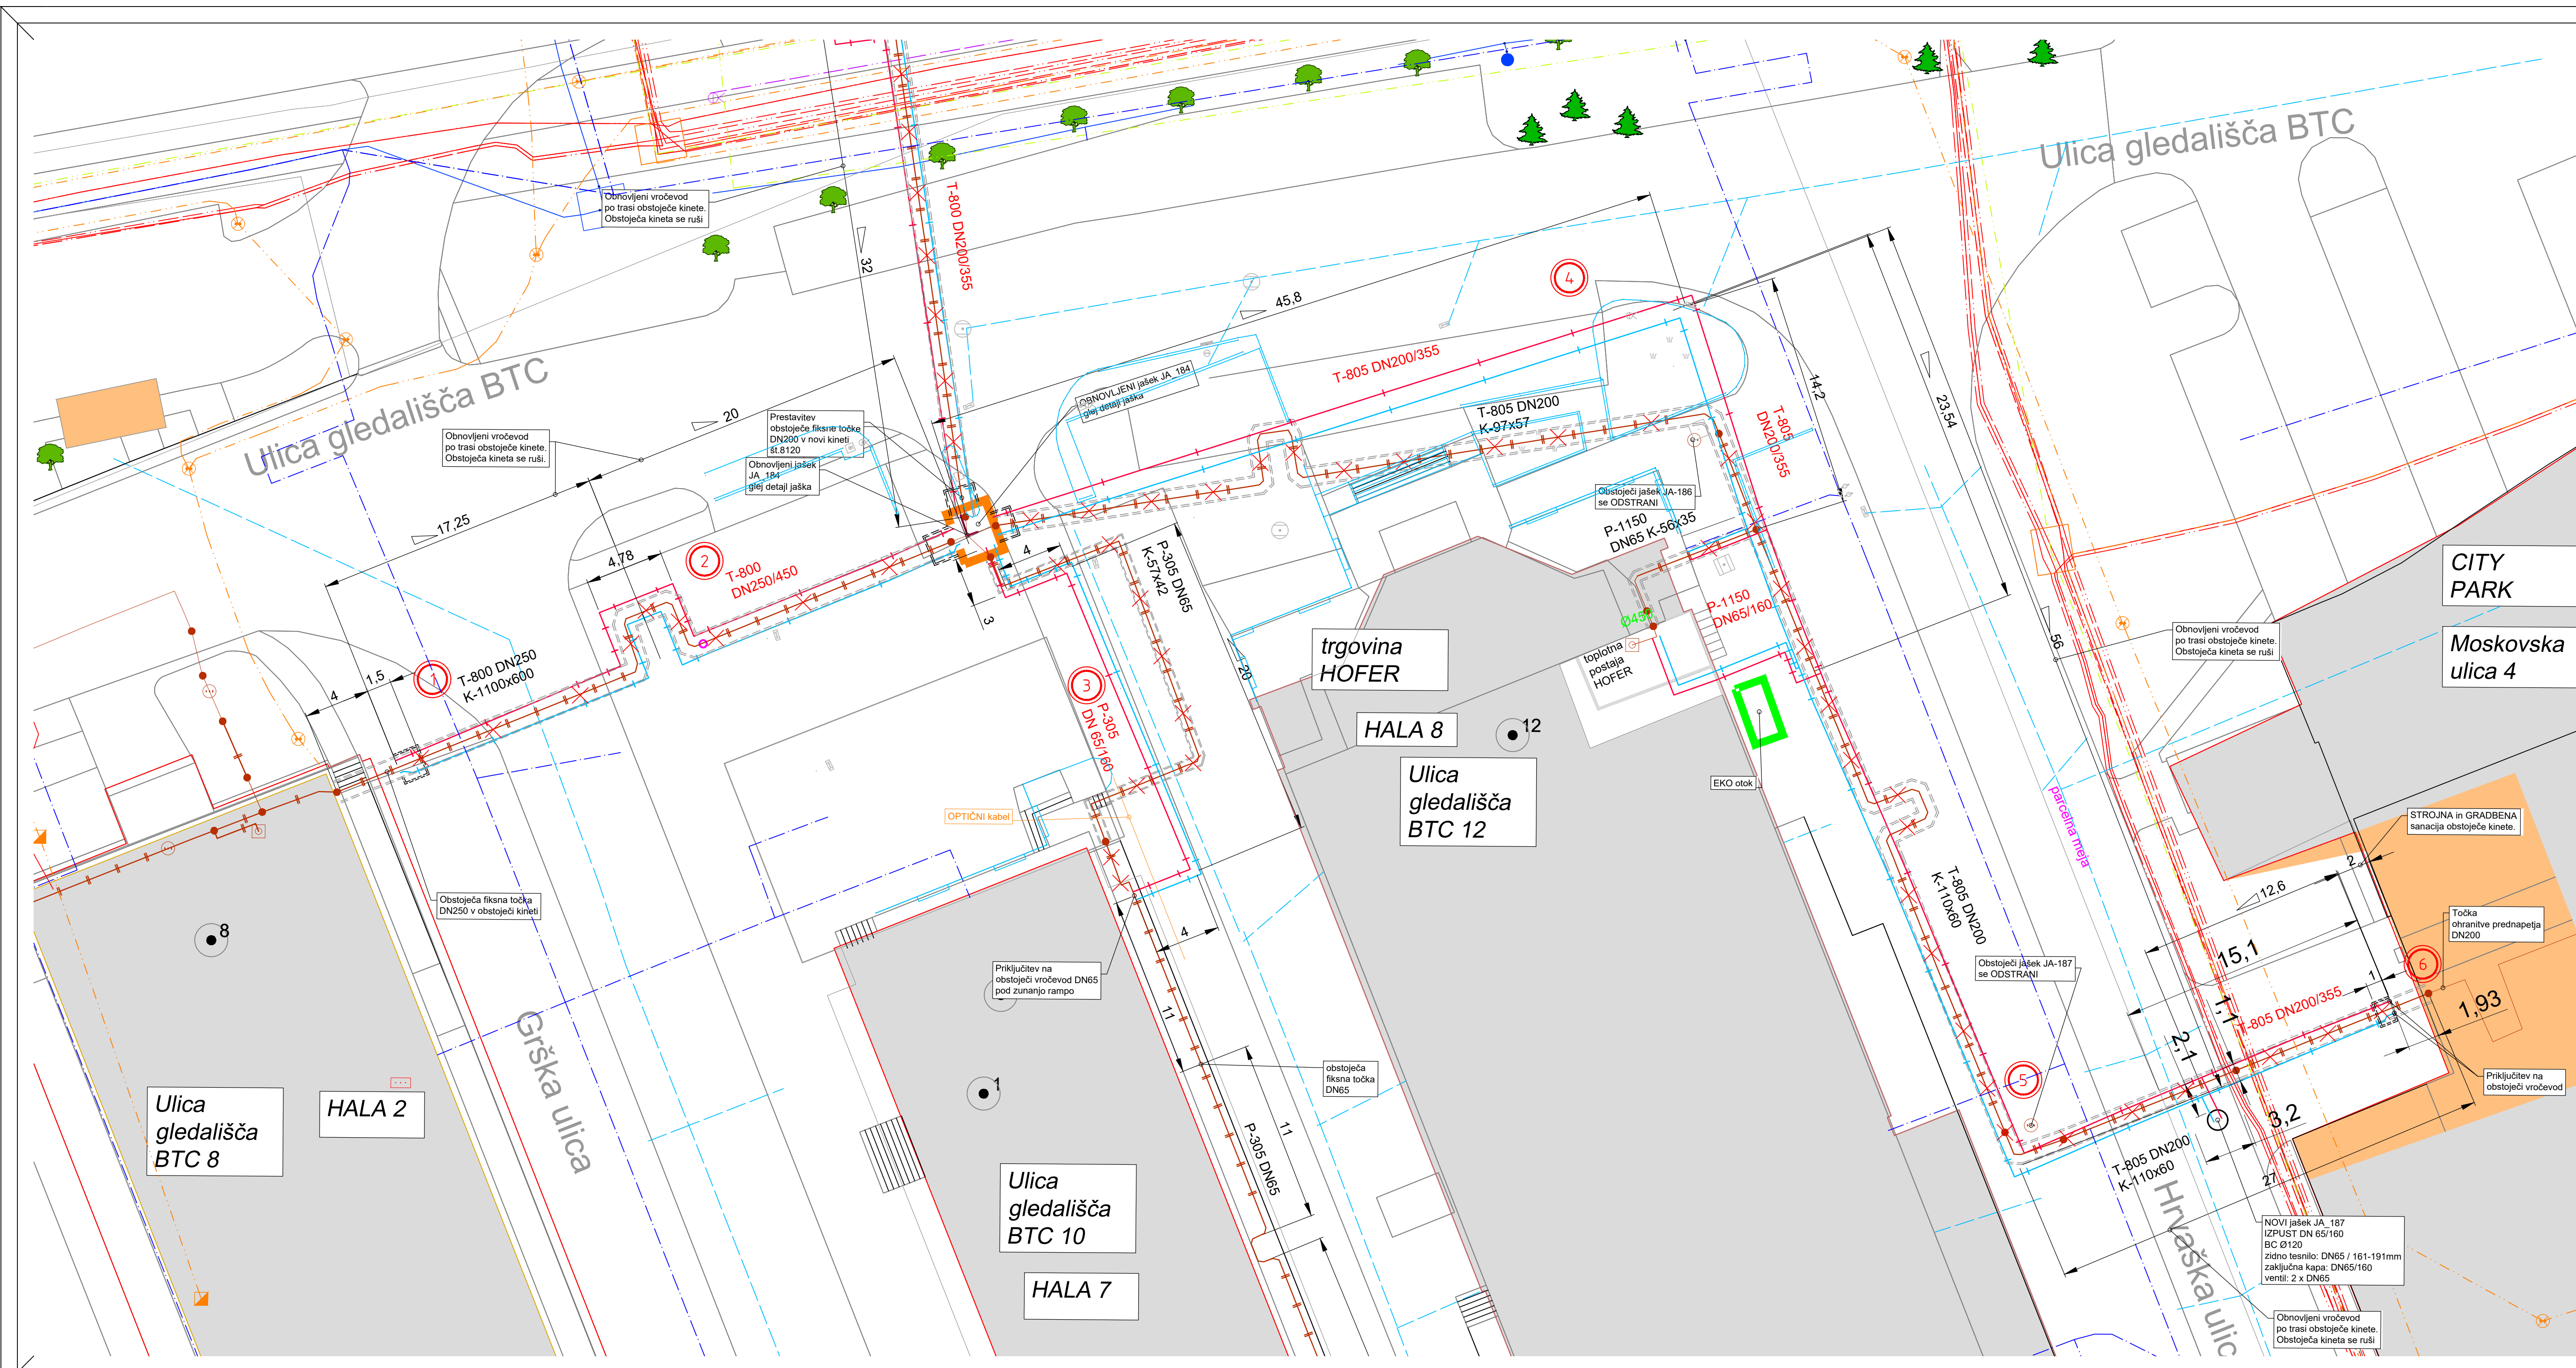 Obnovljeni vročevod
po trasi obstoječe kinete.
Obstoječa kineta se ruši
Ulica gledališča BTC
32
T-800 DN200/355
4
45,8
T-805 DN200/355
OBNOVLJENI jašek JA_184
glej detajl jaška
T-805 DN200
K-97x57
T-805
DN200/355
14,2
23,54
Ulica gledališča BTC
20
Prestavitev
obstoječe fiksne točke
DN200 v novi kineti
št.8120
Obnovljeni jašek
JA_184
glej detajl jaška
Obnovljeni vročevod
po trasi obstoječe kinete.
Obstoječa kineta se ruši.
17,25
4,78
2
T-800
DN250/450
4
3
P-305 DN65
K-57x42
Obstoječi jašek JA-186
se ODSTRANI
P-1150
DN65 K-56x35
P-1150
DN65/160
toplotna
postaja
HOFER
CITY
PARK
Moskovska
ulica 4
Obnovljeni vročevod
po trasi obstoječe kinete.
Obstoječa kineta se ruši
56
1
T-800 DN250
K-1100x600
4
1,5
3
P-305
DN 65/160
20
trgovina
HOFER
HALA 8
12
Ulica
gledališča
BTC 12
EKO otok
parcelna meja
OPTIČNI kabel
STROJNA in GRADBENA
sanacija obstoječe kinete.
2
12,6
Točka
ohranitve prednapetja
DN200
Obstoječa fiksna točka
DN250 v obstoječi kineti
8
4
T-805 DN200
K-110x60
Obstoječi jašek JA-187
se ODSTRANI
15,1
1
6
1,93
Priključitev na
obstoječi vročevod DN65
pod zunanjo rampo
11
1,1
T-805 DN200/355
2,1
5
obstoječa
fiksna točka
DN65
Priključitev na
obstoječi vročevod
3,2
Ulica
gledališča
BTC 8
HALA 2
Grška ulica
1
11
P-305 DN65
T-805 DN200
K-110x60
27
Ulica
gledališča
BTC 10
HALA 7
Hrvaška ulic
NOVI jašek JA_187
IZPUST DN 65/160
BC Ø120
zidno tesnilo: DN65 / 161-191mm
zaključna kapa: DN65/160
ventil: 2 x DN65
Obnovljeni vročevod
po trasi obstoječe kinete.
Obstoječa kineta se ruši